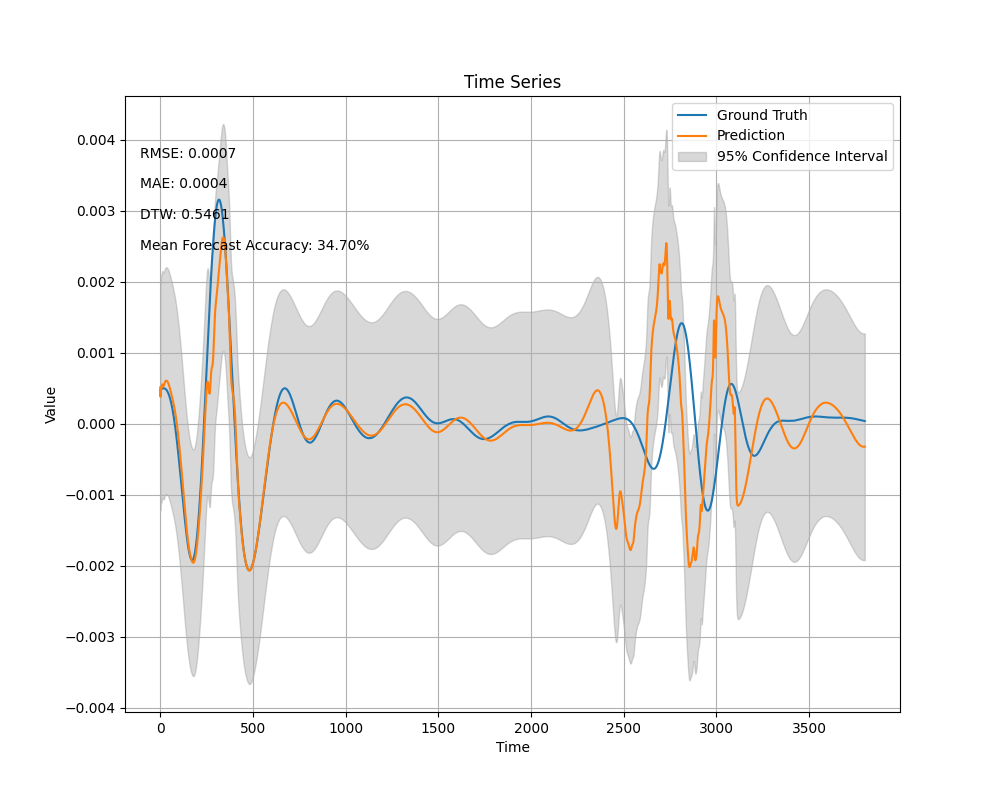 Time Series
Ground Truth
Prediction
95% Confidence Interval
RMSE: 0.0007
MAE: 0.0004
DTW: 0.5461
Mean Forecast Accuracy: 34.70%
0.004
0.003
0.002
0.001
0.000
−0.001
−0.002
−0.003
−0.004
Value
0 500 1000 1500 2000 2500 3000 3500
Time